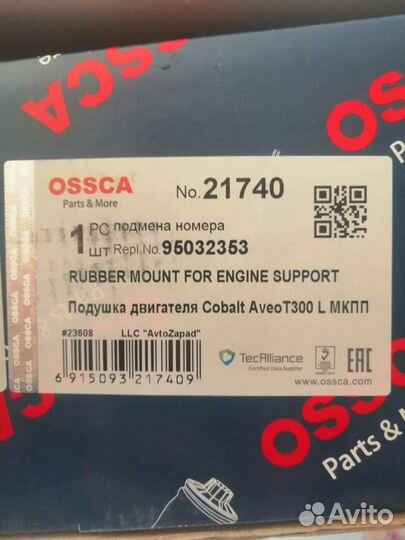 OSSCA
Parts & More
No. 21740
1 PC подмена номера
шт Repl.No 95032353
RUBBER MOUNT FOR ENGINE SUPPORT
Подушка двигателя Cobalt AveoT300 L МКПП
#23608 LLC "AvtoZapad"
6 915093 217409
TecAlliance
Certified Data Supplier
EAC
www.ossca.com
Parts &
Avito